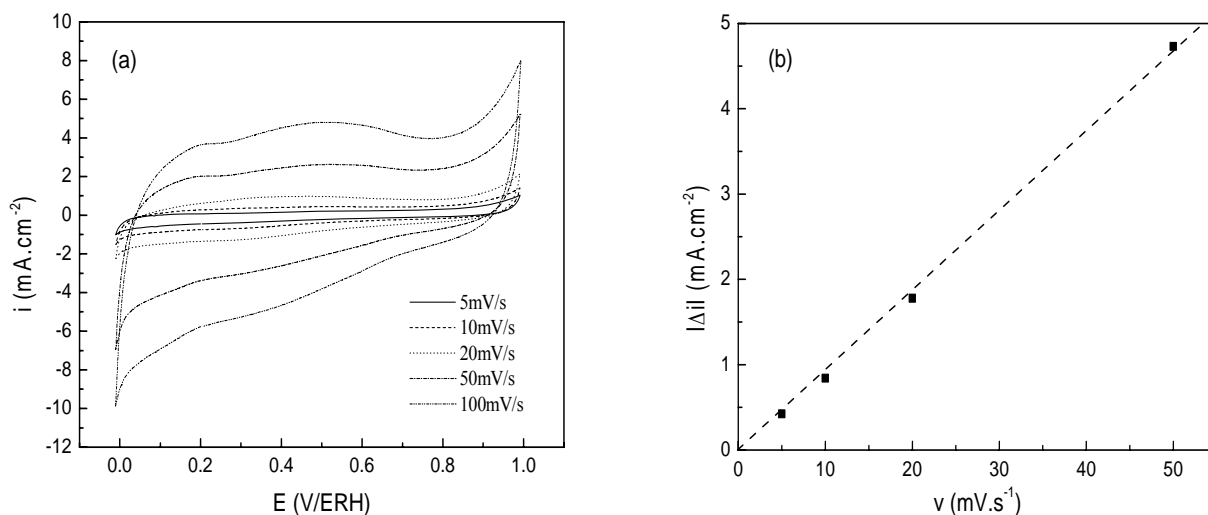 (a)
10
8
6
4
2
0
-2
-4
-6
-8
-10
-12
i (mA.cm-2)
0.0 0.2 0.4 0.6 0.8 1.0
E (V/ERH)
5mV/s
10mV/s
20mV/s
50mV/s
100mV/s
(b)
5
4
3
2
1
0
|Δi| (mA.cm-2)
0 10 20 30 40 50
v (mV.s-1)